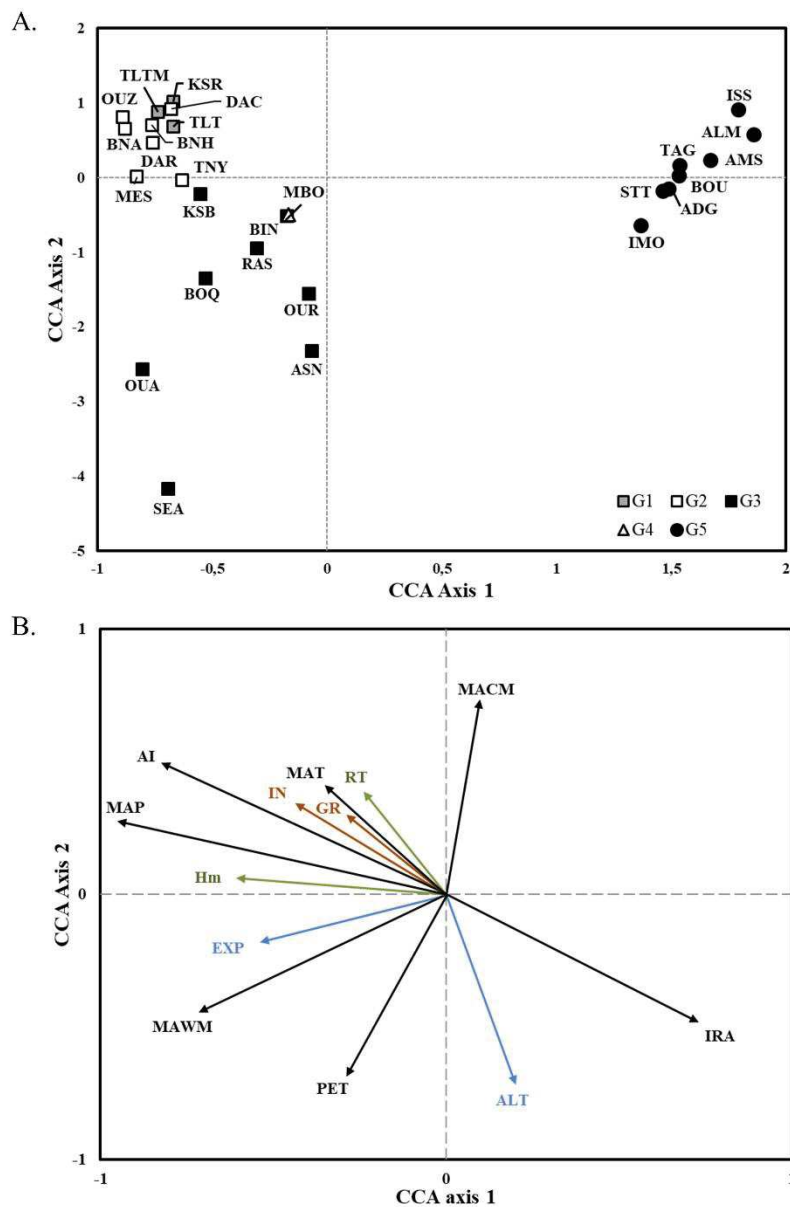 A.
2
1
0
-1
-2
-3
-4
-5
CCA Axis 2
TLTM KSR
OUZ DAC ISS
TLT ALM
BNA BNH TAG AMS
DAR TNY
MES MBO STT BOU
KSB ADG
BIN IMO
RAS
BOQ OUR
ASN
OUA
SEA
G1 G2 G3
G4 G5
-1 -0,5 0 1 1,5 2
CCA Axis 1
B.
1
0
-1
CCA Axis 2
MACM
AI
MAT RT
IN GR
MAP
Hm
EXP
MAWM
IRA
PET
ALT
-1 0
CCA axis 1